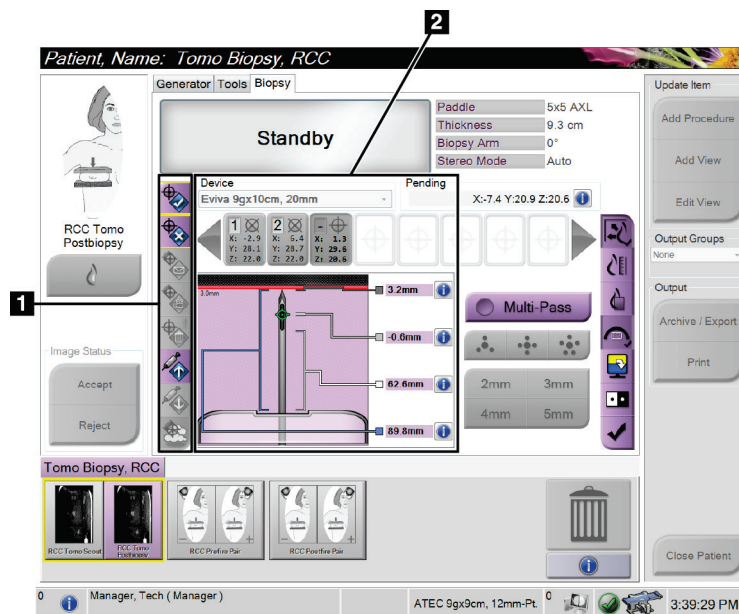 2
Patient, Name: Tomo Biopsy, RCC
Generator Tools Biopsy
Update Item
Add Procedure
Add View
Edit View
Output Groups
None
Output
Archive / Export
Print
Close Patient
Standby
Paddle 5x5 AXL
Thickness 9.3 cm
Biopsy Arm 0°
Stereo Mode Auto
RCC Tomo
Postbiopsy
Image Status
Accept
Reject
1
Device
Pending
Eviva 9gx10cm, 20mm
X:-7.4 Y:20.9 Z:20.6
1
X: -2.9
Y: 28.1
Z: 22.0
2
X: 6.4
Y: 28.7
Z: 22.0
-
X: 1.3
Y: 29.6
Z: 20.6
3.0mm
3.2mm
-0.6mm
62.6mm
89.8mm
Multi-Pass
2mm 3mm
4mm 5mm
Tomo Biopsy, RCC
RCC Tomo Scout
RCC Tomo
Postbiopsy
RCC Prefire Pair
RCC Postfire Pair
0
Manager, Tech ( Manager )
ATEC 9gx9cm, 12mm-Pt.
0
3:39:29 PM